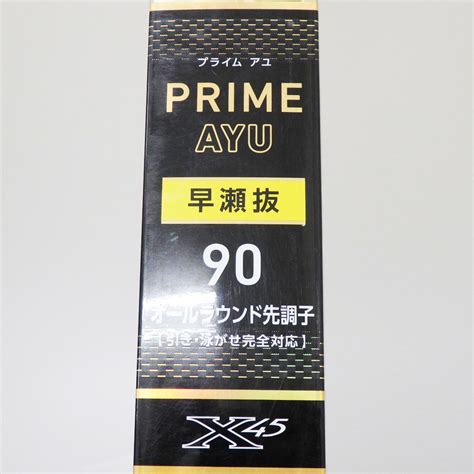 プライム アユ
PRIME
AYU
早瀬抜
90
オールラウンド先調子
【引き・泳がせ完全対応】
X45